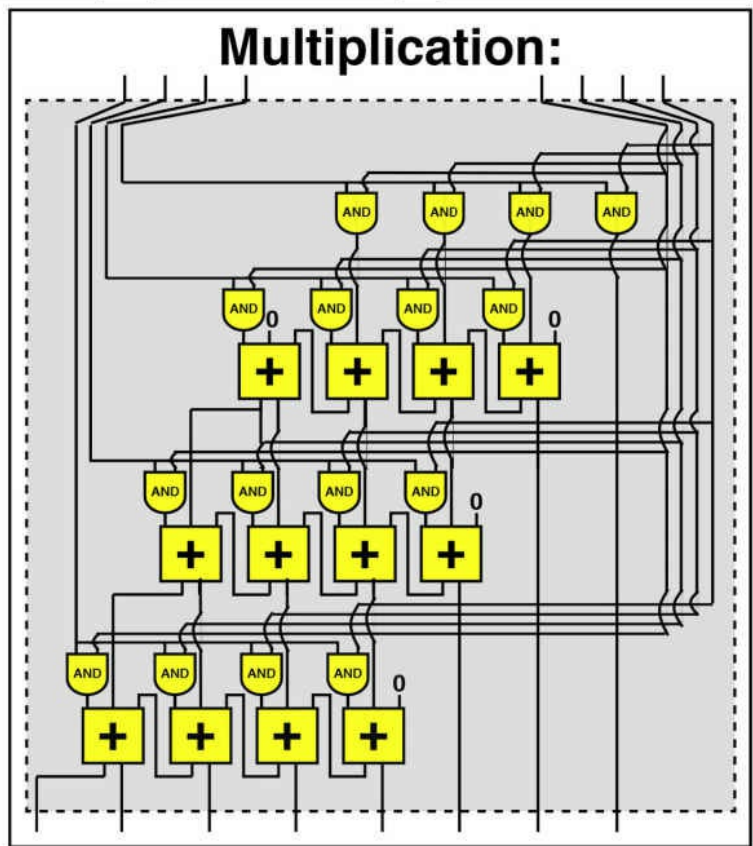 Multiplication:
AND AND AND AND
AND AND AND AND
0 0
+ + + +
AND AND AND AND
0
+ + + +
AND AND AND AND
0
+ + + +